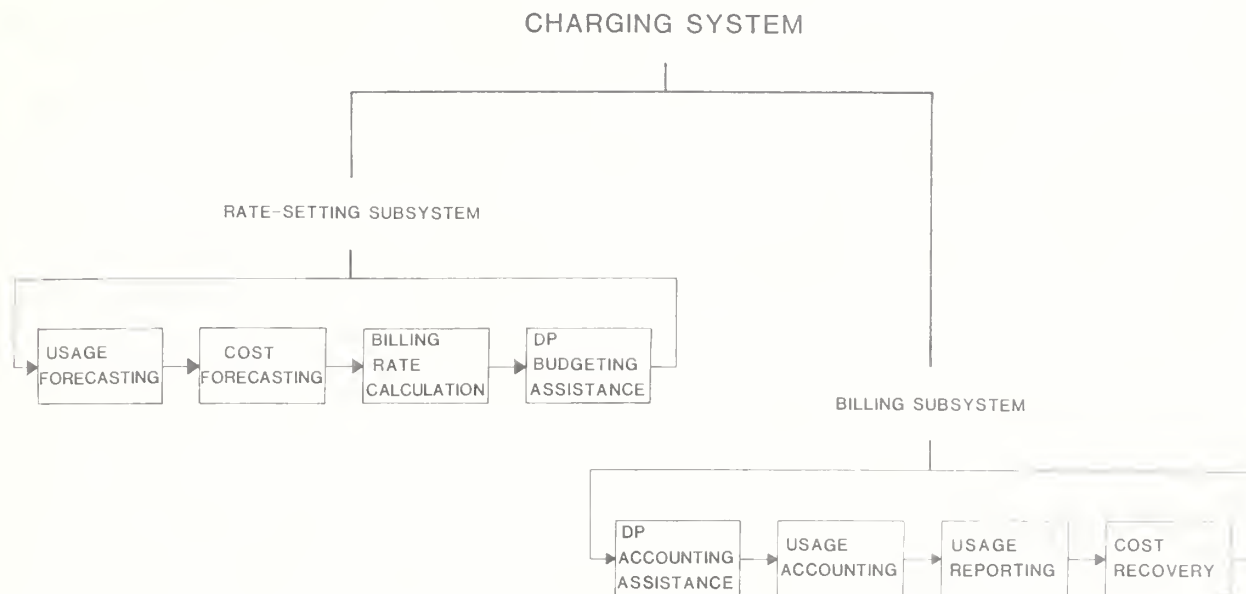 CHARGING SYSTEM
RATE-SETTING SUBSYSTEM
USAGE
FORECASTING
COST
FORECASTING
BILLING
RATE
CALCULATION
DP
BUDGETING
ASSISTANCE
BILLING SUBSYSTEM
DP
ACCOUNTING
ASSISTANCE
USAGE
ACCOUNTING
USAGE
REPORTING
COST
RECOVERY